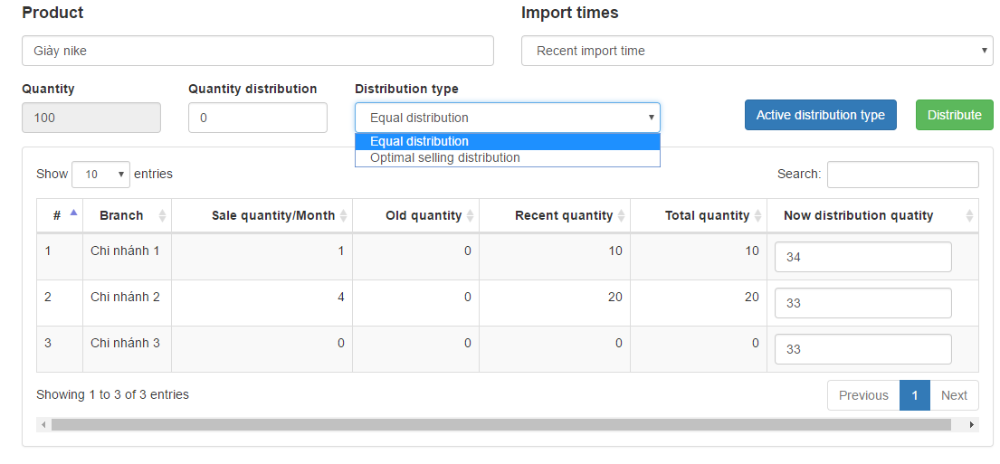 Product Import times
Giày nike Recent import time
Quantity Quantity distribution Distribution type
100 0 Equal distribution Active distribution type Distribute
Equal distribution
Optimal selling distribution
Show 10 entries Search:
# Branch Sale quantity/Month Old quantity Recent quantity Total quantity Now distribution quatity
1 Chi nhánh 1 1 0 10 10 34
2 Chi nhánh 2 4 0 20 20 33
3 Chi nhánh 3 0 0 0 0 33
Showing 1 to 3 of 3 entries Previous 1 Next